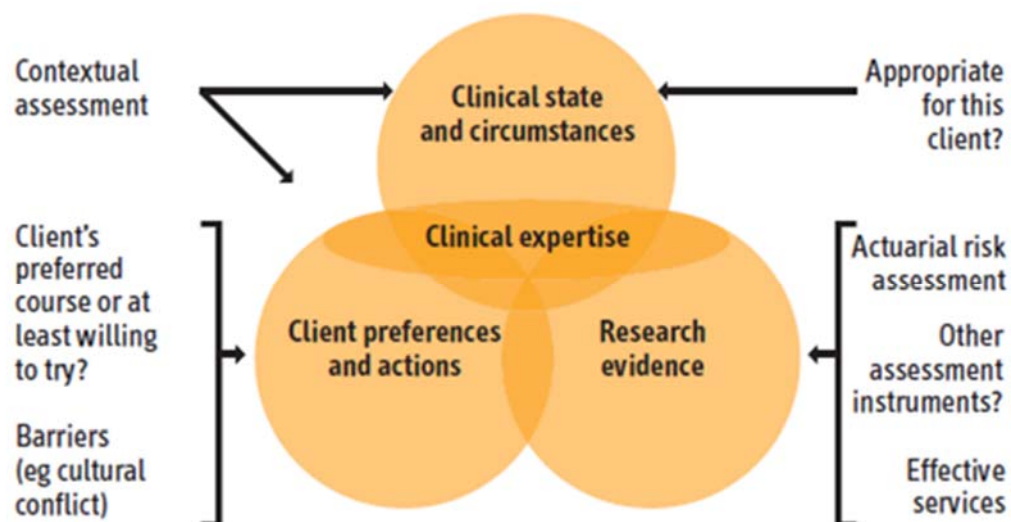 Contextual
assessment
Clinical state
and circumstances
Appropriate
for this
client?
Client's
preferred
course or at
least willing
to try?
Barriers
(eg cultural
conflict)
Clinical expertise
Client preferences
and actions
Research
evidence
Actuarial risk
assessment
Other
assessment
instruments?
Effective
services